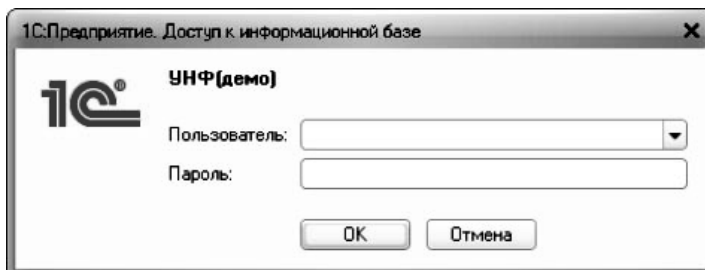 1С:Предприятие. Доступ к информационной базе
1С®
УНФ(демо)
Пользователь:
Пароль:
OK Отмена